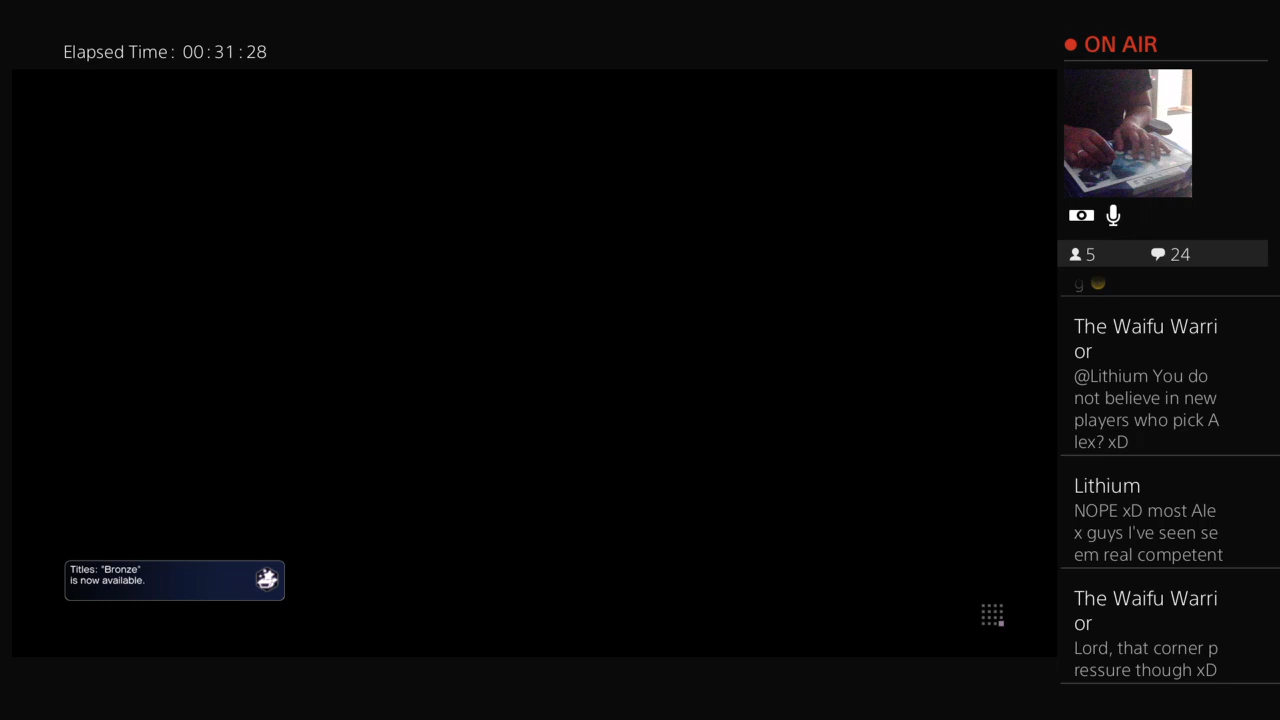 Elapsed Time: 00:31:28
ON AIR
5 24
g
The Waifu Warri
or
@Lithium You do
not believe in new
players who pick A
lex? xD
Lithium
NOPE xD most Ale
x guys I've seen se
em real competent
The Waifu Warri
or
Lord, that corner p
ressure though xD
Titles: "Bronze"
is now available.